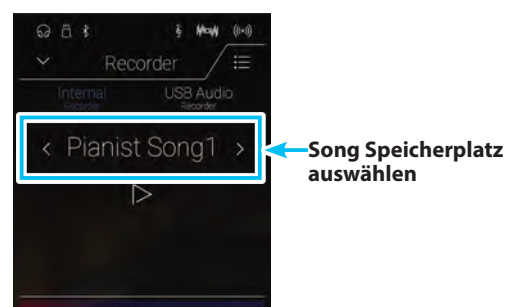 Recorder
Internal
Recorder
USB Audio
Recorder
< Pianist Song1 >
Song Speicherplatz
auswählen